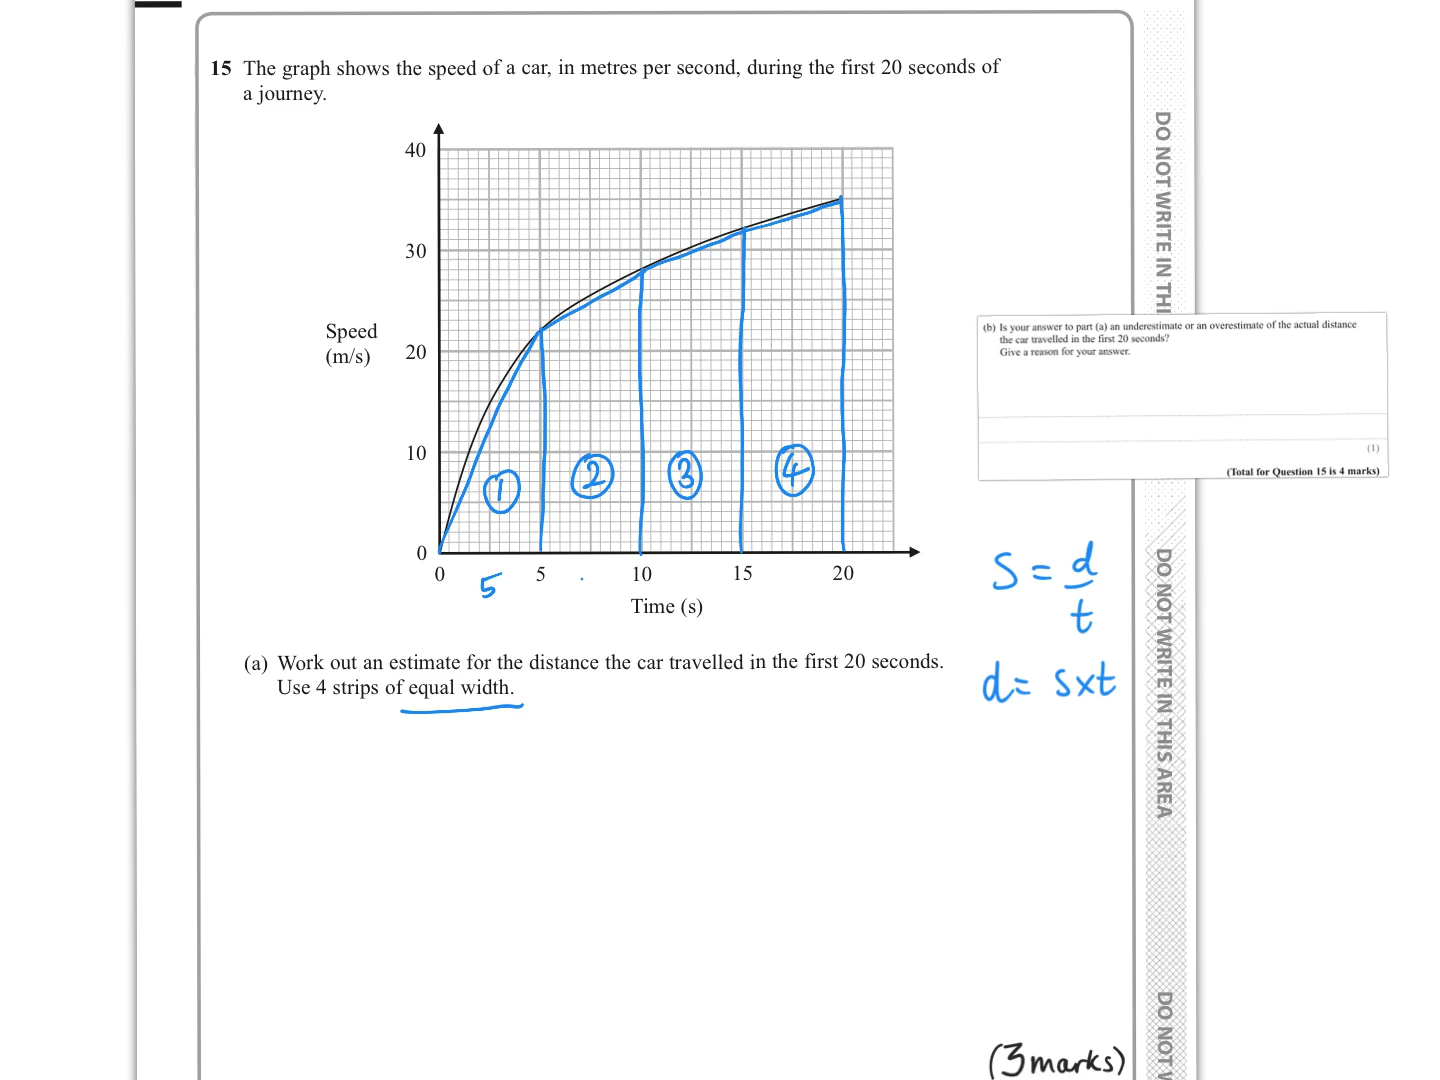 15 The graph shows the speed of a car, in metres per second, during the first 20 seconds of
a journey.
40
30
Speed
(m/s)
20
10
0
① ② ③ ④
0 5 10 15 20
5
Time (s)
(a) Work out an estimate for the distance the car travelled in the first 20 seconds.
Use 4 strips of equal width.
(b) Is your answer to part (a) an underestimate or an overestimate of the actual distance
the car travelled in the first 20 seconds?
Give a reason for your answer.
(1)
(Total for Question 15 is 4 marks)
S = d
t
d = s x t
(3 marks)
DO NOT WRITE IN THI
DO NOT WRITE IN THIS AREA
DO NOT W